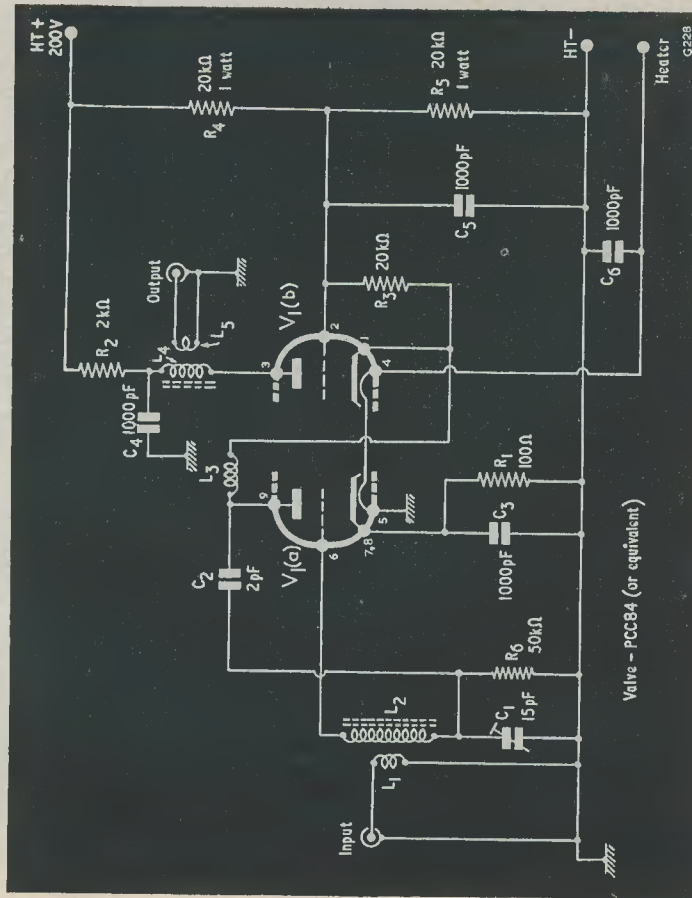 HT+
200V
R2 2kΩ
20kΩ
1 watt
R4
C4
1000pF
L4
Output
L5
L3
V1(b)
3
2
1
4
C2
2pF
V1(a)
9
6
7,8
5
R3
20kΩ
1000pF
C5
R5 20kΩ
1 watt
Input
L1
L2
C1
15pF
R6
50kΩ
1000pF
C3
R1
100Ω
C6
1000pF
HT-
Heater
Valve - PCC84 (or equivalent)
G228